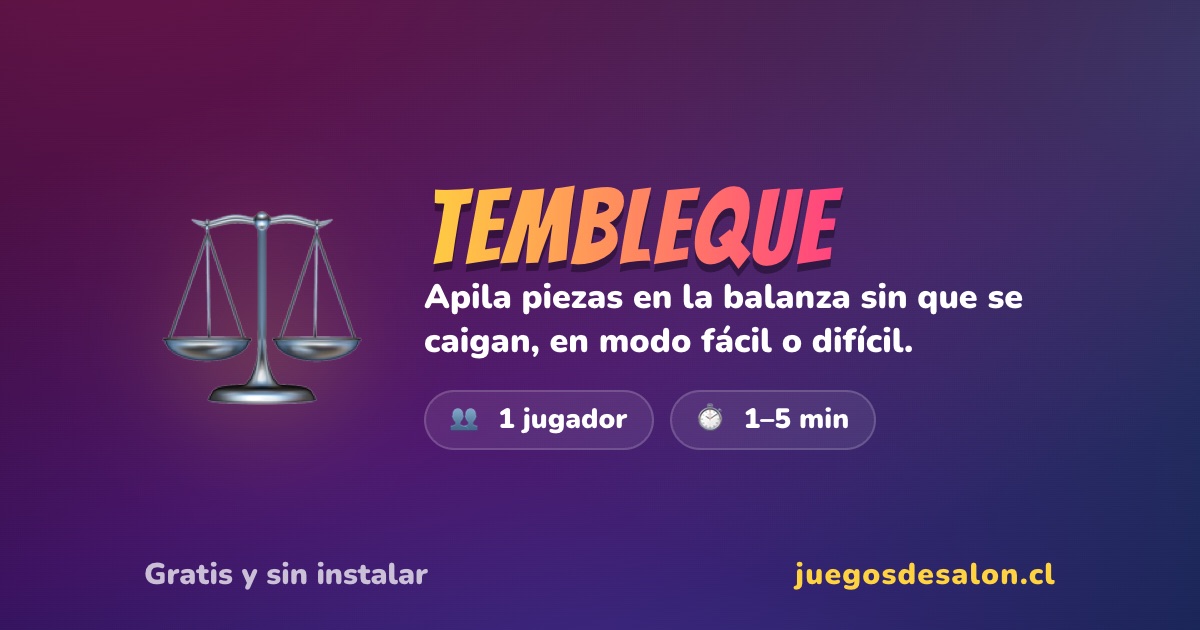 TEMBLEQUE
Apila piezas en la balanza sin que se
caigan, en modo fácil o difícil.
1 jugador
1–5 min
Gratis y sin instalar
juegosdesalon.cl